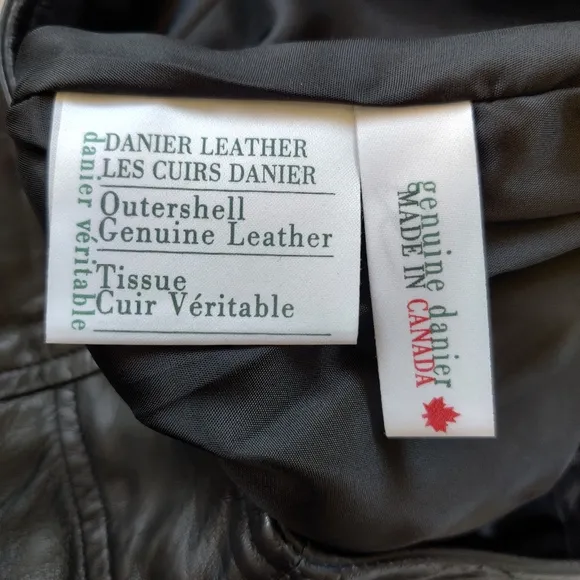 danier véritable
DANIER LEATHER
LES CUIRS DANIER
Outershell
Genuine Leather
Tissue
Cuir Véritable
genuine danier
MADE IN CANADA